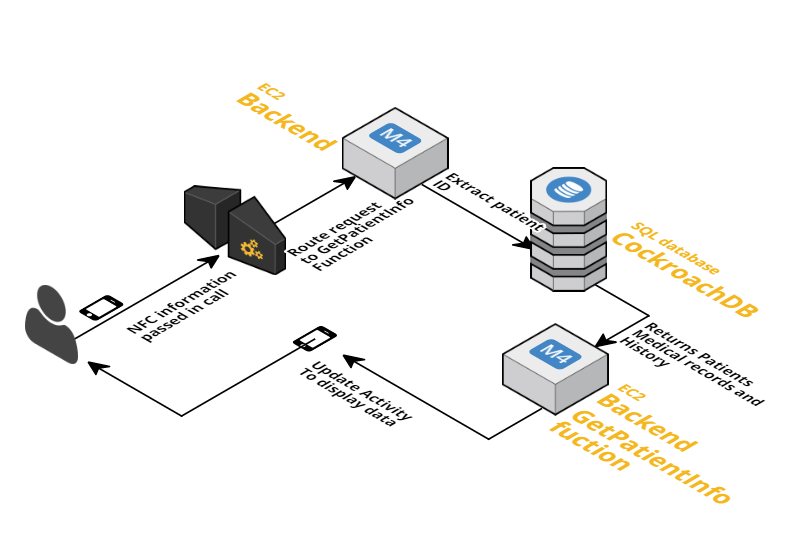 EC2
Backend
M4
Extract patient
ID
Route request
to GetPatientInfo
Function
SQL database
CockroachDB
NFC information
passed in call
Returns Patients
Medical records and
History
M4
Update Activity
To display data
EC2
Backend
GetPatientInfo
fuction